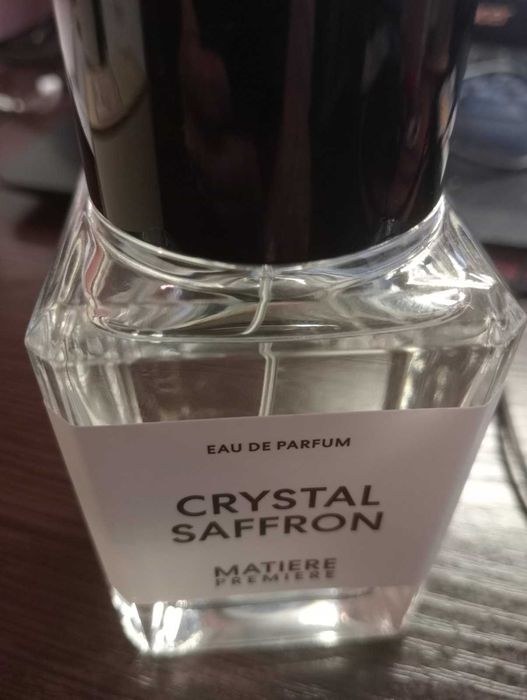 EAU DE PARFUM
CRYSTAL
SAFFRON
MATIERE
PREMIERE